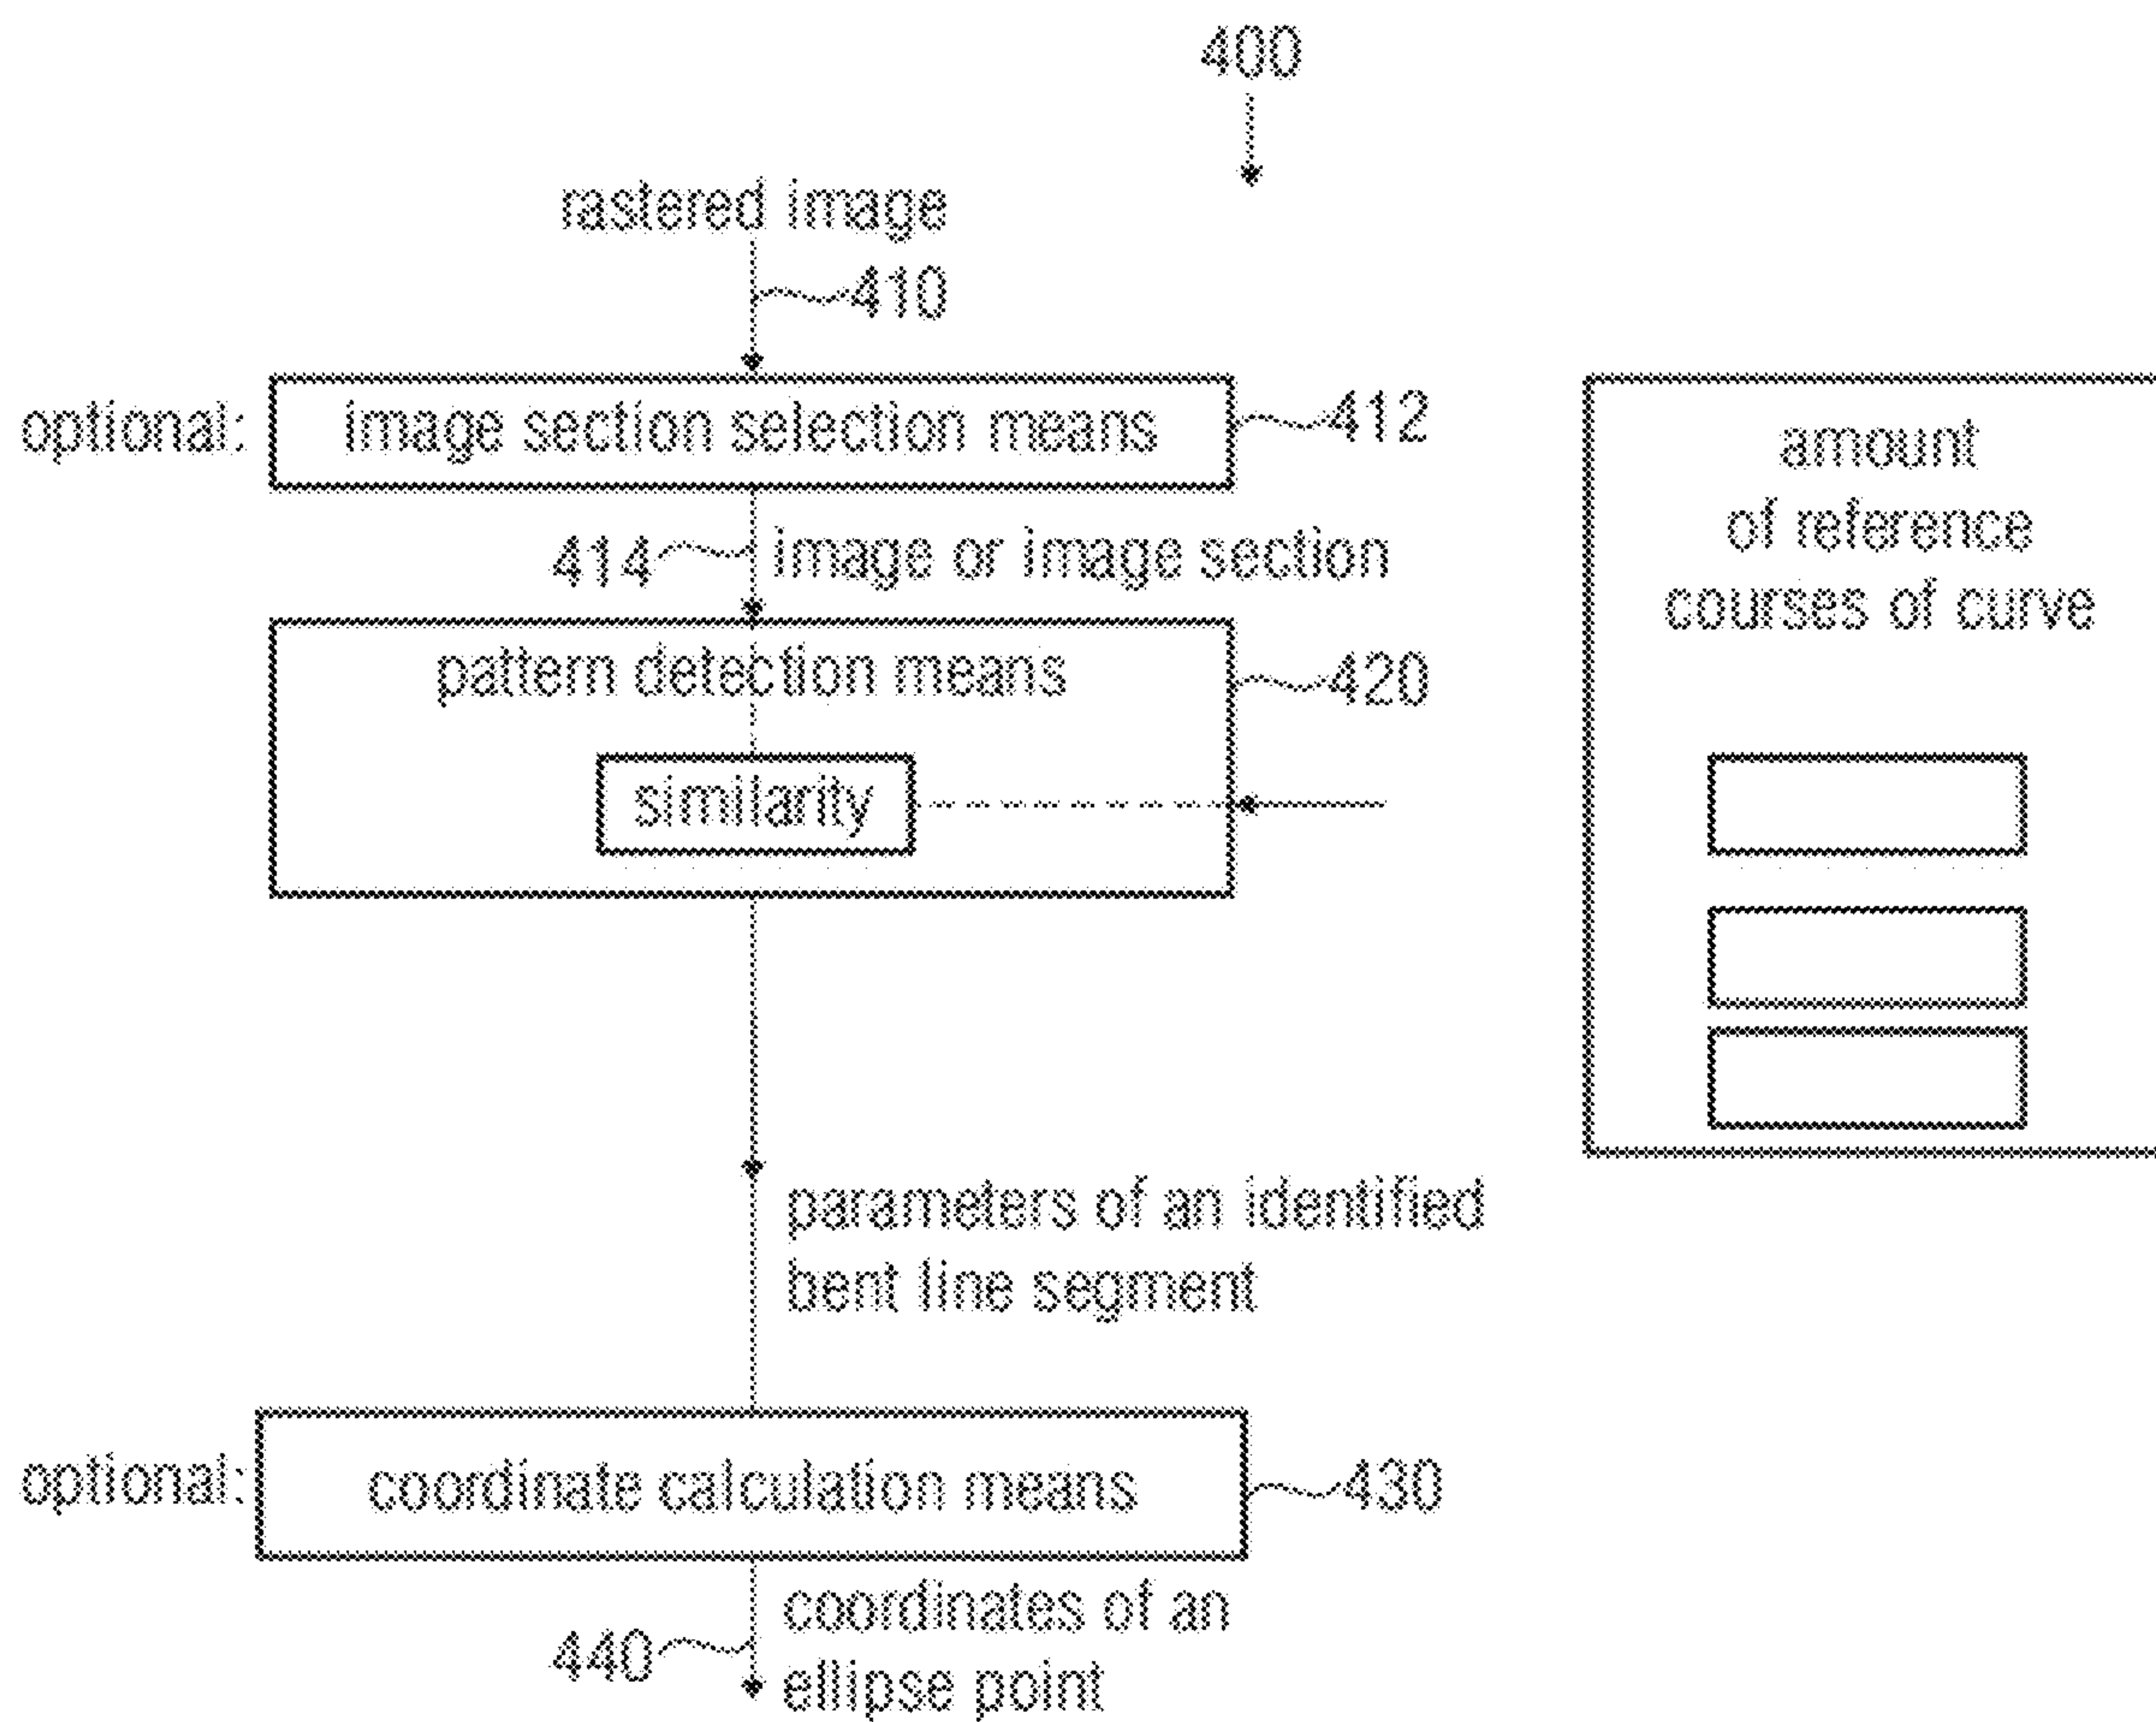 400
rastered image
410
optional:
image section selection means
412
414
image or image section
pattern detection means
420
similarity
amount
of reference
courses of curve
parameters of an identified
bent line segment
optional:
coordinate calculation means
430
440
coordinates of an
ellipse point